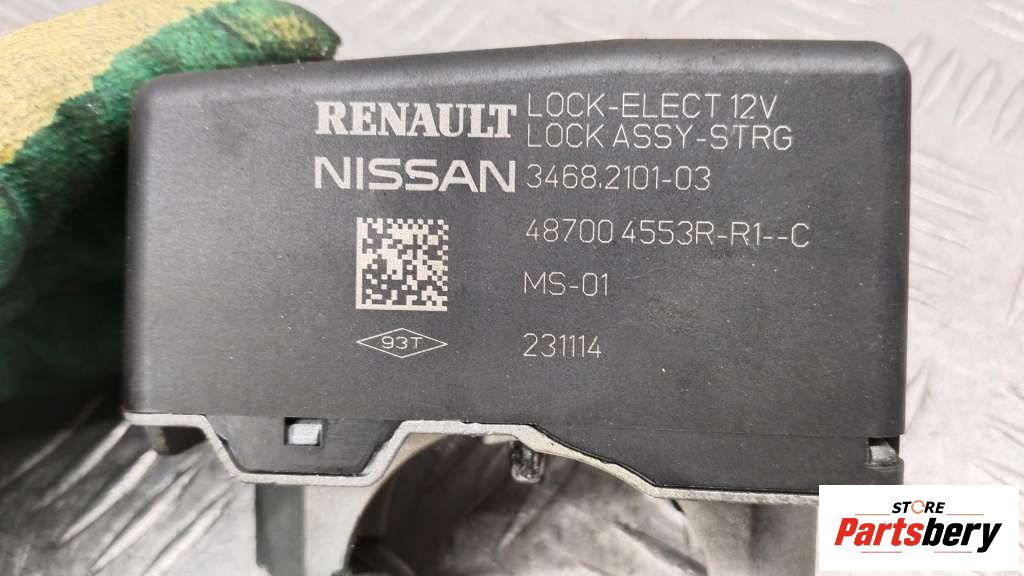 RENAULT LOCK-ELECT 12V
LOCK ASSY-STRG
NISSAN 3468.2101-03
48700 4553R-R1--C
MS-01
93T 231114
STORE
Partsbery